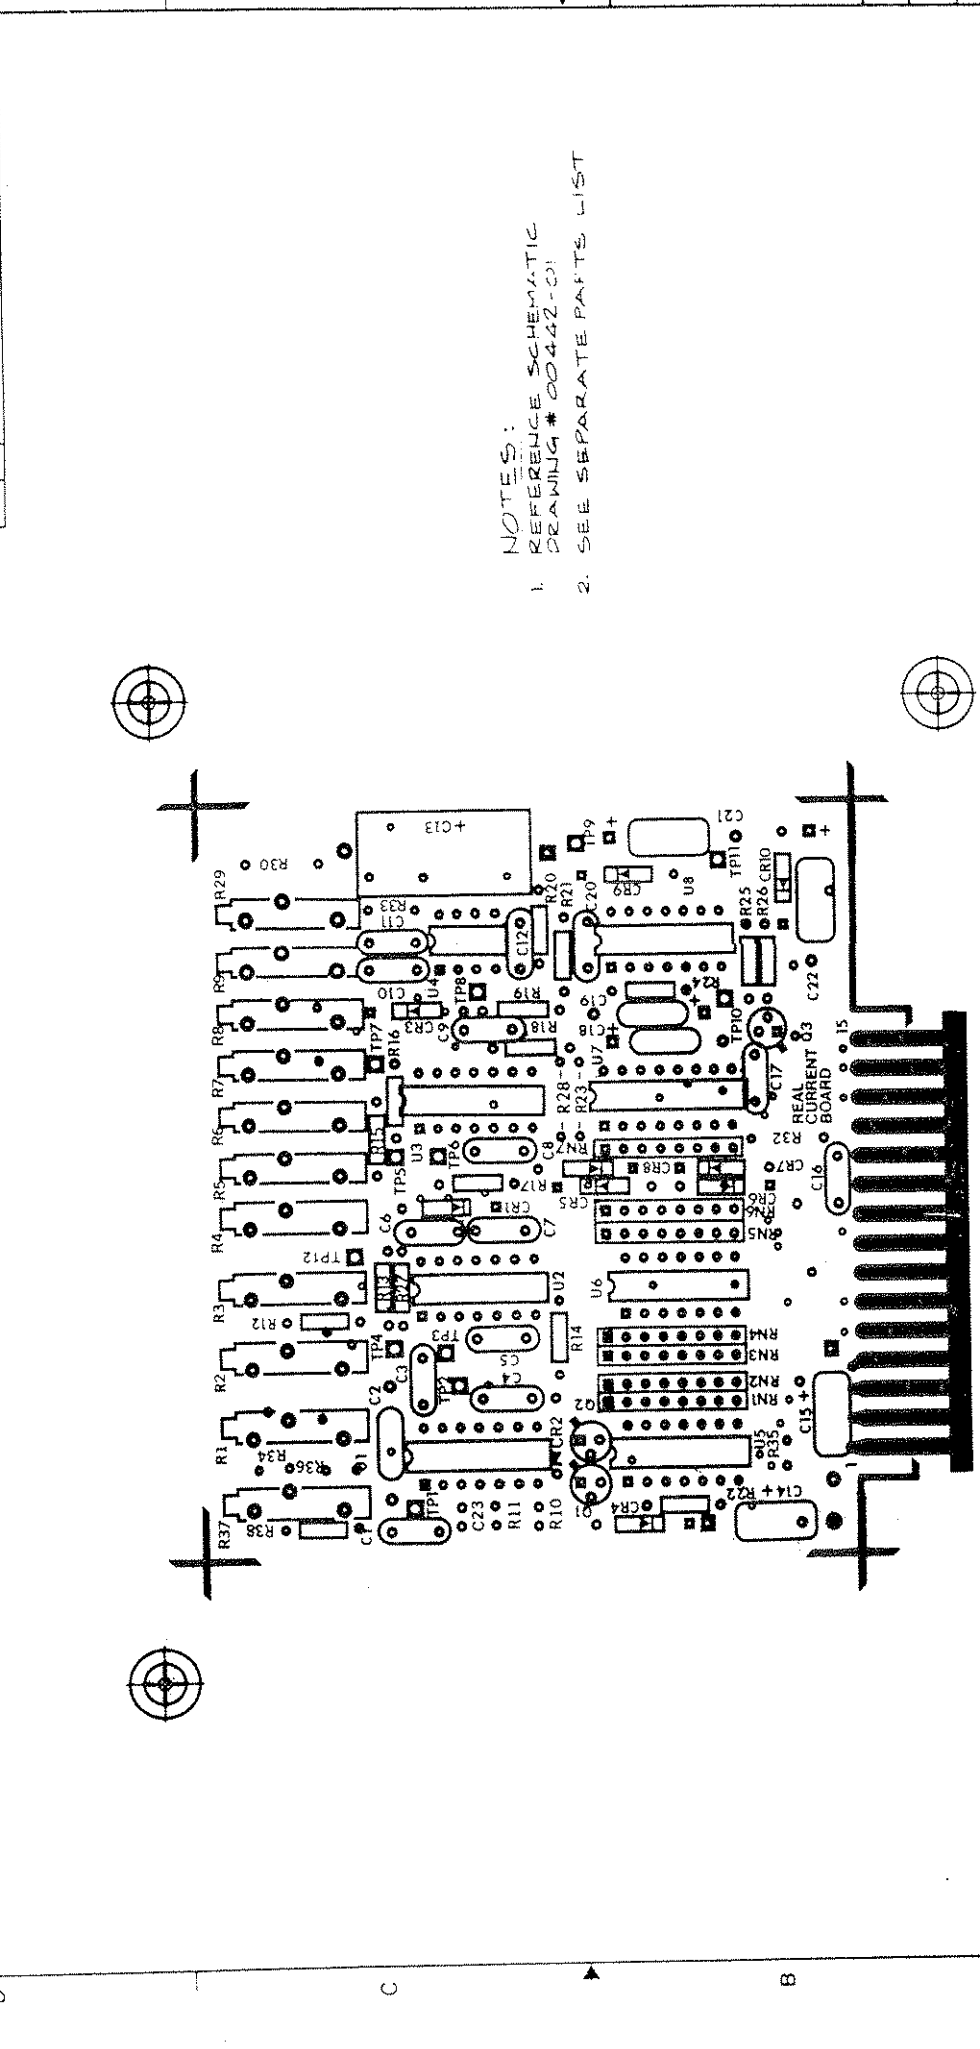 NOTES:
1. REFERENCE SCHEMATIC
DRAWING # 00442-01
2. SEE SEPARATE PARTS LIST
R37
R1
R2
R3
R4
R5
R6
R7
R8
R9
R29
R38
R34
R36
R12
TP12
R30
C1
C2
TP4
R13
R27
C6
TP5
R15
R16
TP7
C10
C11
R33
+C13
TP1
C3
TP2
TP3
U3
TP6
CR3
U4
TP8
C9
C23
R11
R10
C4
C5
CR1
C7
R17
C8
R18
R19
C12
R20
CR2
R14
U2
CR5
RN7
R28
R23
U7
C18
C19
R21
C20
TP9
+
CR4
Q2
U6
CR8
+
+
R24
CR9
U8
R22
C14+
U5
R35
RN1
RN2
RN3
RN4
RN5
RN6
CR6
CR7
R32
C17
TP10
Q3
R25
R26
CR10
TP11
C21
C15 +
C16
REAL
CURRENT
BOARD
C22
+
1
15
C
B